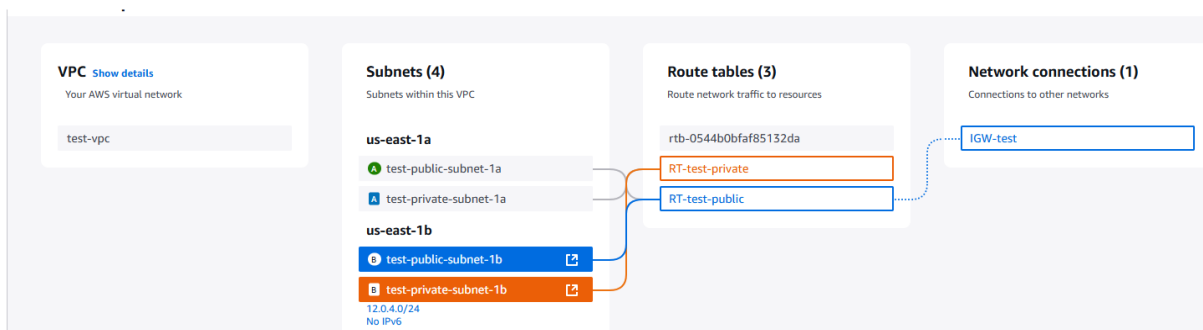 VPC Show details
Your AWS virtual network
test-vpc
Subnets (4)
Subnets within this VPC
us-east-1a
A test-public-subnet-1a
A test-private-subnet-1a
us-east-1b
B test-public-subnet-1b
B test-private-subnet-1b
12.0.4.0/24
No IPv6
Route tables (3)
Route network traffic to resources
rtb-0544b0bfaf85132da
RT-test-private
RT-test-public
Network connections (1)
Connections to other networks
IGW-test